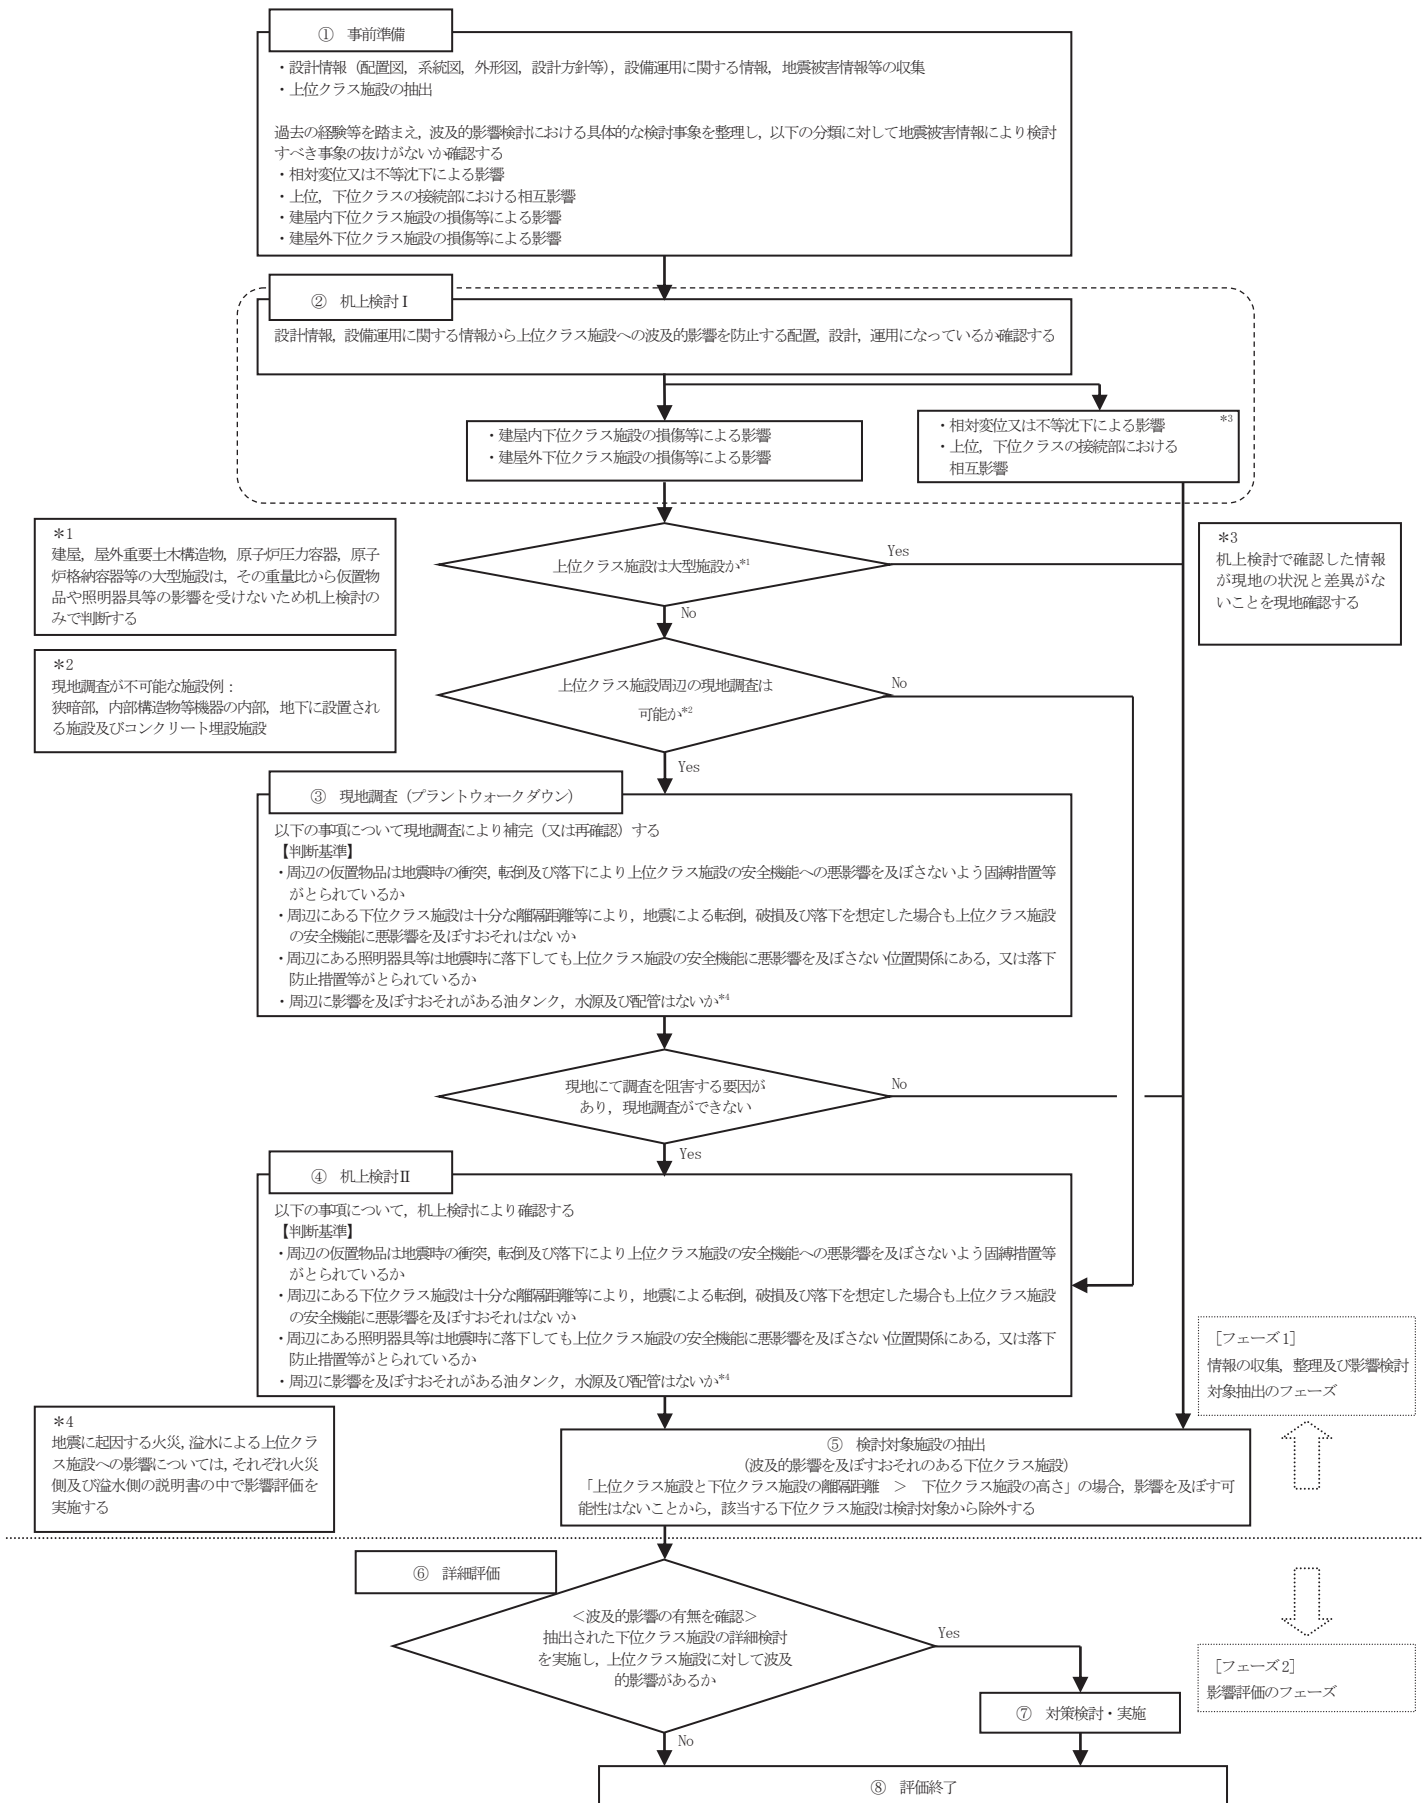 ① 事前準備
・設計情報（配置図，系統図，外形図，設計方針等），設備運用に関する情報，地震被害情報等の収集
・上位クラス施設の抽出
過去の経験等を踏まえ，波及的影響検討における具体的な検討事象を整理し，以下の分類に対して地震被害情報により検討
すべき事象の抜けがないか確認する
・相対変位又は不等沈下による影響
・上位，下位クラスの接続部における相互影響
・建屋内下位クラス施設の損傷等による影響
・建屋外下位クラス施設の損傷等による影響
② 机上検討Ⅰ
設計情報，設備運用に関する情報から上位クラス施設への波及的影響を防止する配置，設計，運用になっているか確認する
・建屋内下位クラス施設の損傷等による影響
・建屋外下位クラス施設の損傷等による影響
*3
・相対変位又は不等沈下による影響
・上位，下位クラスの接続部における
相互影響
＊1
建屋，屋外重要土木構造物，原子炉圧力容器，原子
炉格納容器等の大型施設は，その重量比から仮置物
品や照明器具等の影響を受けないため机上検討の
みで判断する
上位クラス施設は大型施設か*1
Yes
No
＊3
机上検討で確認した情報
が現地の状況と差異がな
いことを現地確認する
＊2
現地調査が不可能な施設例：
狭暗部，内部構造物等機器の内部，地下に設置され
る施設及びコンクリート埋設施設
上位クラス施設周辺の現地調査は
可能か*2
No
Yes
③ 現地調査（プラントウォークダウン）
以下の事項について現地調査により補完（又は再確認）する
【判断基準】
・周辺の仮置物品は地震時の衝突，転倒及び落下により上位クラス施設の安全機能への悪影響を及ぼさないよう固縛措置等
がとられているか
・周辺にある下位クラス施設は十分な離隔距離等により，地震による転倒，破損及び落下を想定した場合も上位クラス施設
の安全機能に悪影響を及ぼすおそれはないか
・周辺にある照明器具等は地震時に落下しても上位クラス施設の安全機能に悪影響を及ぼさない位置関係にある，又は落下
防止措置等がとられているか
・周辺に影響を及ぼすおそれがある油タンク，水源及び配管はないか*4
現地にて調査を阻害する要因が
あり，現地調査ができない
No
Yes
④ 机上検討Ⅱ
以下の事項について，机上検討により確認する
【判断基準】
・周辺の仮置物品は地震時の衝突，転倒及び落下により上位クラス施設の安全機能への悪影響を及ぼさないよう固縛措置等
がとられているか
・周辺にある下位クラス施設は十分な離隔距離等により，地震による転倒，破損及び落下を想定した場合も上位クラス施設
の安全機能に悪影響を及ぼすおそれはないか
・周辺にある照明器具等は地震時に落下しても上位クラス施設の安全機能に悪影響を及ぼさない位置関係にある，又は落下
防止措置等がとられているか
・周辺に影響を及ぼすおそれがある油タンク，水源及び配管はないか*4
［フェーズ1］
情報の収集，整理及び影響検討
対象抽出のフェーズ
＊4
地震に起因する火災，溢水による上位クラ
ス施設への影響については，それぞれ火災
側及び溢水側の説明書の中で影響評価を
実施する
⑤ 検討対象施設の抽出
（波及的影響を及ぼすおそれのある下位クラス施設）
「上位クラス施設と下位クラス施設の離隔距離 ＞ 下位クラス施設の高さ」の場合，影響を及ぼす可
能性はないことから，該当する下位クラス施設は検討対象から除外する
⑥ 詳細評価
＜波及的影響の有無を確認＞
抽出された下位クラス施設の詳細検討
を実施し，上位クラス施設に対して波及
的影響があるか
Yes
No
［フェーズ2］
影響評価のフェーズ
⑦ 対策検討・実施
⑧ 評価終了